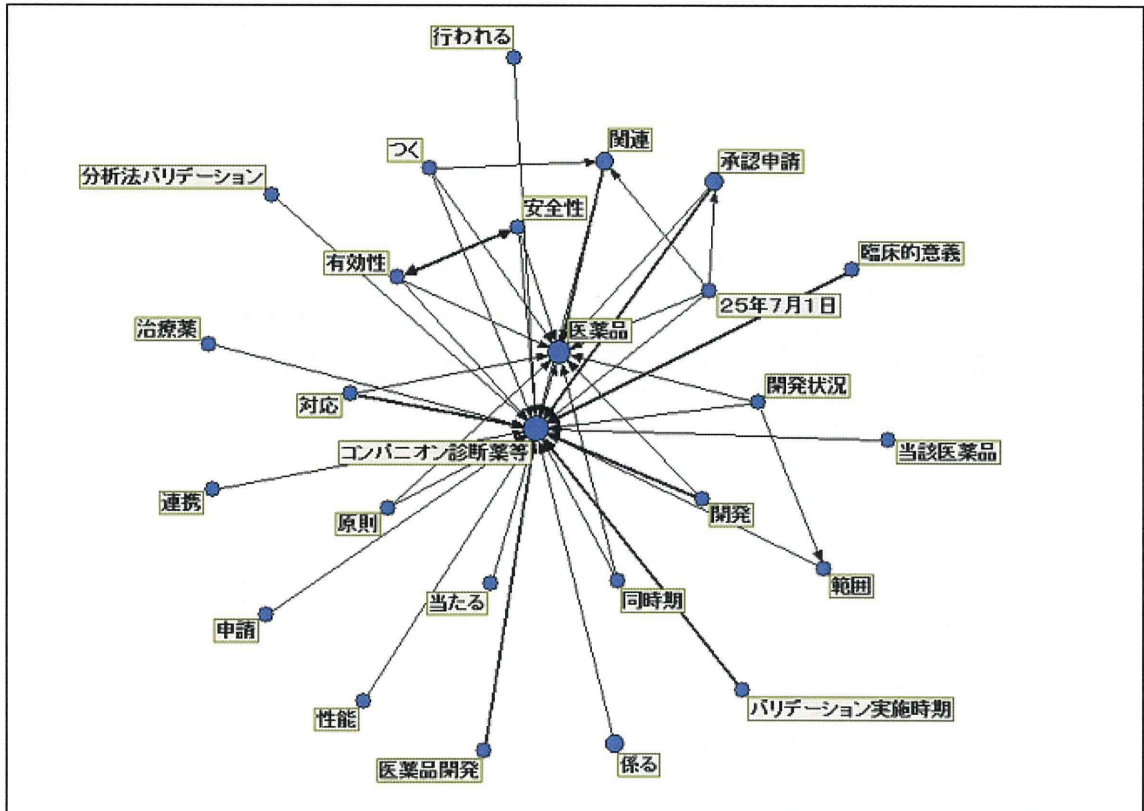 行われる
関連
つく
承認申請
分析法バリデーション
安全性
有効性
臨床的意義
25年7月1日
治療薬
医薬品
開発状況
対応
コンパニオン診断薬等
当該医薬品
連携
原則
開発
範囲
当たる
同時期
申請
性能
バリデーション実施時期
医薬品開発
係る